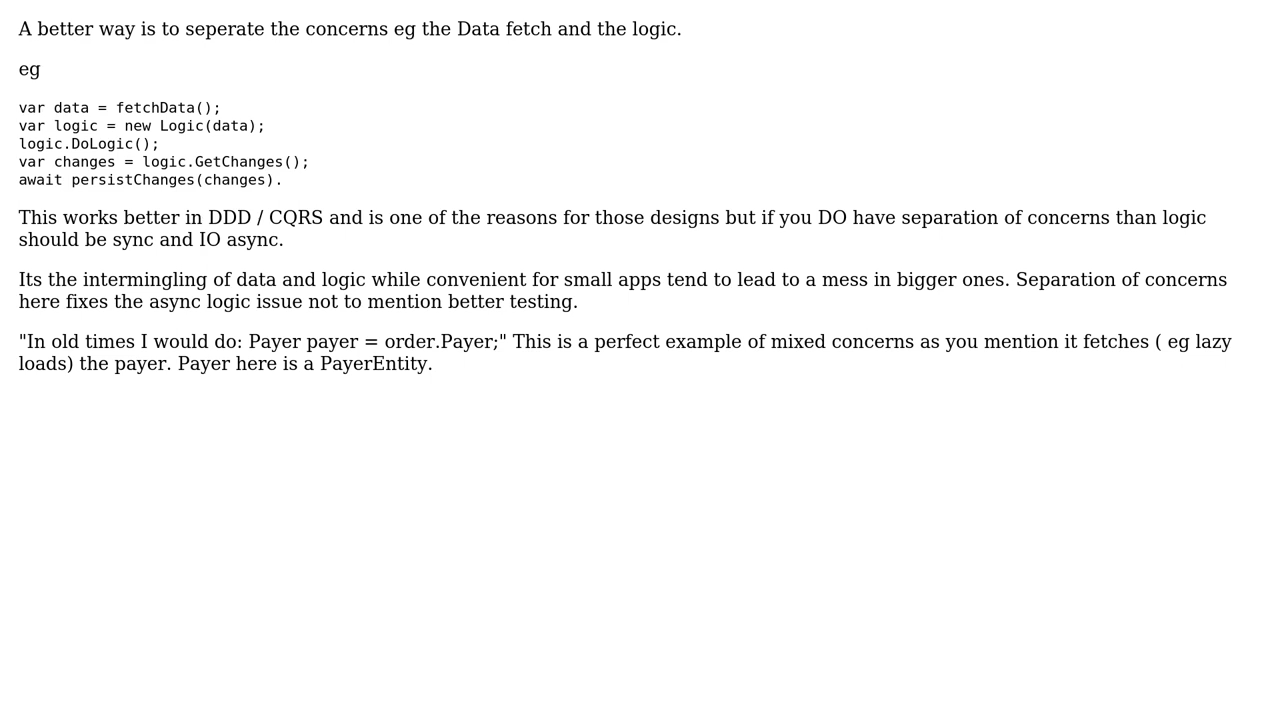 A better way is to seperate the concerns eg the Data fetch and the logic.
eg
var data = fetchData();
var logic = new Logic(data);
logic.DoLogic();
var changes = logic.GetChanges();
await persistChanges(changes).
This works better in DDD / CQRS and is one of the reasons for those designs but if you DO have separation of concerns than logic
should be sync and IO async.
Its the intermingling of data and logic while convenient for small apps tend to lead to a mess in bigger ones. Separation of concerns
here fixes the async logic issue not to mention better testing.
"In old times I would do: Payer payer = order.Payer;" This is a perfect example of mixed concerns as you mention it fetches ( eg lazy
loads) the payer. Payer here is a PayerEntity.